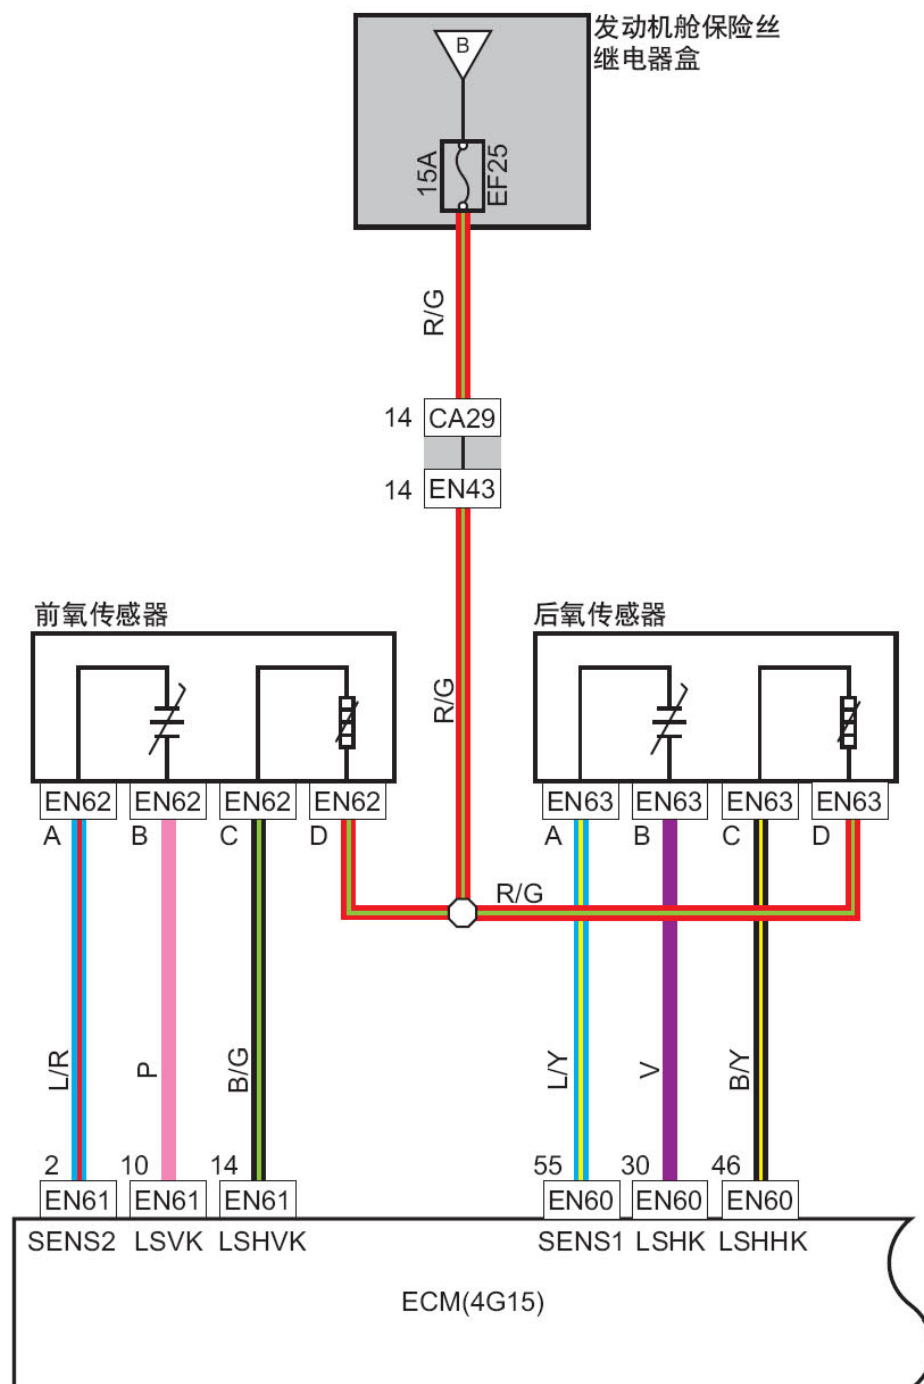 发动机舱保险丝
继电器盒
B
15A
EF25
R/G
14 CA29
14 EN43
前氧传感器
后氧传感器
R/G
EN62 EN62 EN62 EN62
EN63 EN63 EN63 EN63
A B C D
A B C D
R/G
L/R P B/G
L/Y V B/Y
2 10 14
55 30 46
EN61 EN61 EN61
EN60 EN60 EN60
SENS2 LSVK LSHVK
SENS1 LSHK LSHHK
ECM(4G15)